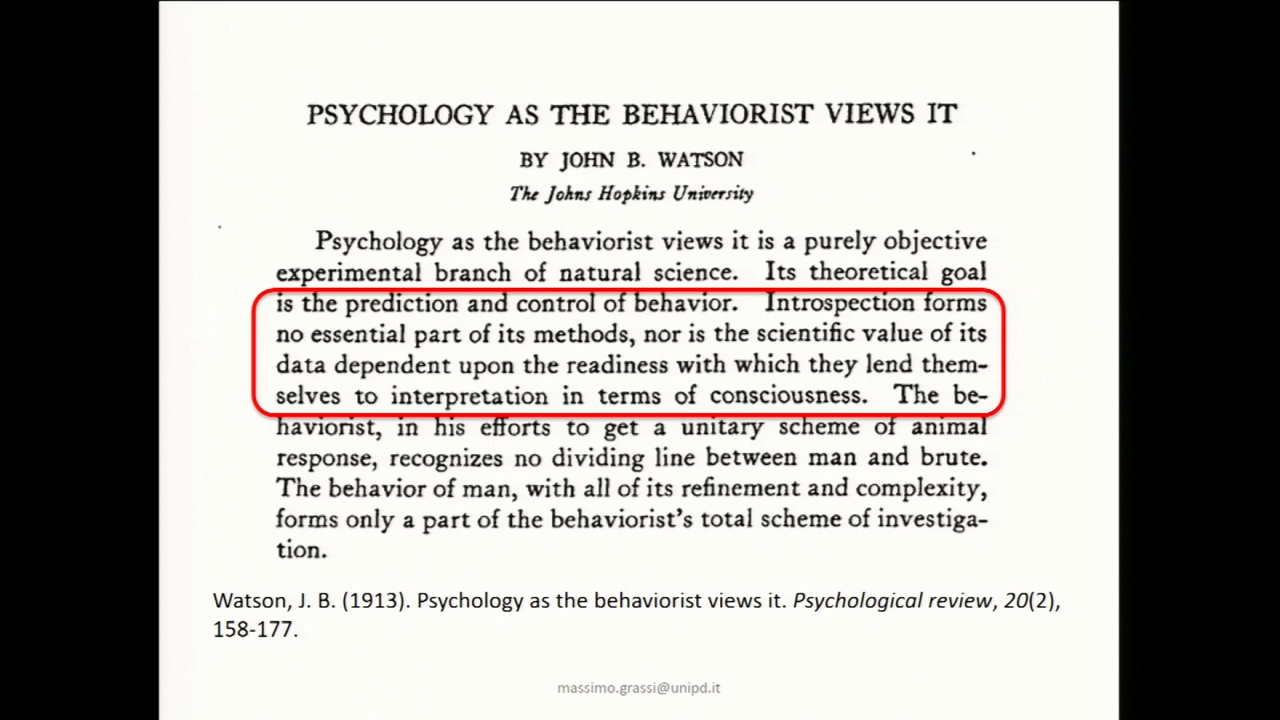 PSYCHOLOGY AS THE BEHAVIORIST VIEWS IT
BY JOHN B. WATSON
The Johns Hopkins University
Psychology as the behaviorist views it is a purely objective
experimental branch of natural science. Its theoretical goal
is the prediction and control of behavior. Introspection forms
no essential part of its methods, nor is the scientific value of its
data dependent upon the readiness with which they lend them-
selves to interpretation in terms of consciousness. The be-
haviorist, in his efforts to get a unitary scheme of animal
response, recognizes no dividing line between man and brute.
The behavior of man, with all of its refinement and complexity,
forms only a part of the behaviorist's total scheme of investiga-
tion.
Watson, J. B. (1913). Psychology as the behaviorist views it. Psychological review, 20(2),
158-177.
massimo.grassi@unipd.it